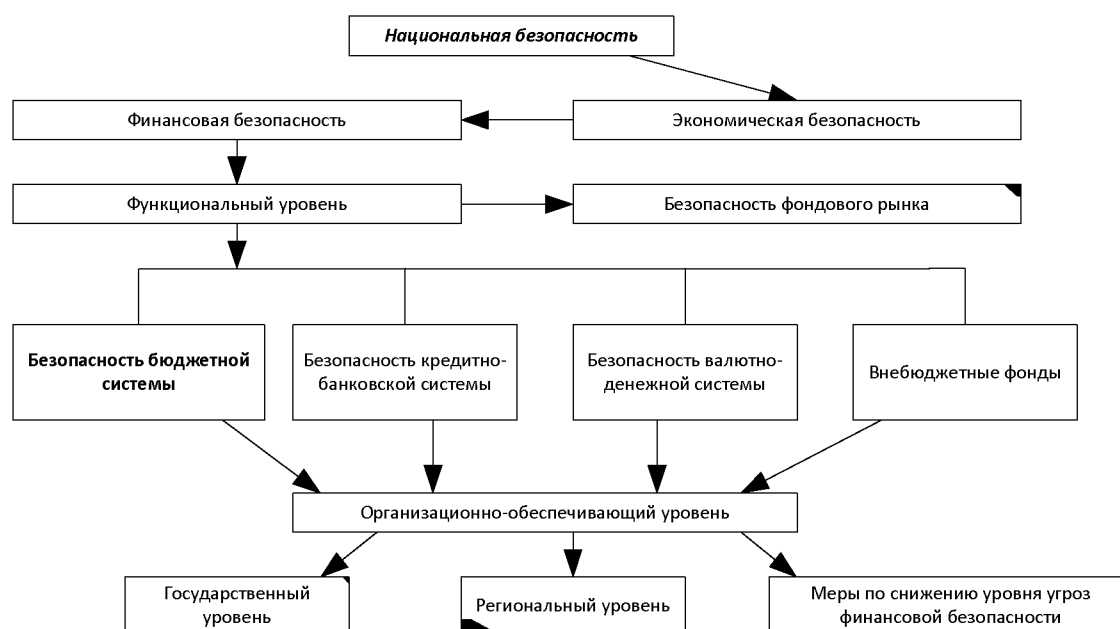 Национальная безопасность
Финансовая безопасность
Экономическая безопасность
Функциональный уровень
Безопасность фондового рынка
Безопасность бюджетной
системы
Безопасность кредитно-
банковской системы
Безопасность валютно-
денежной системы
Внебюджетные фонды
Организационно-обеспечивающий уровень
Государственный
уровень
Региональный уровень
Меры по снижению уровня угроз
финансовой безопасности